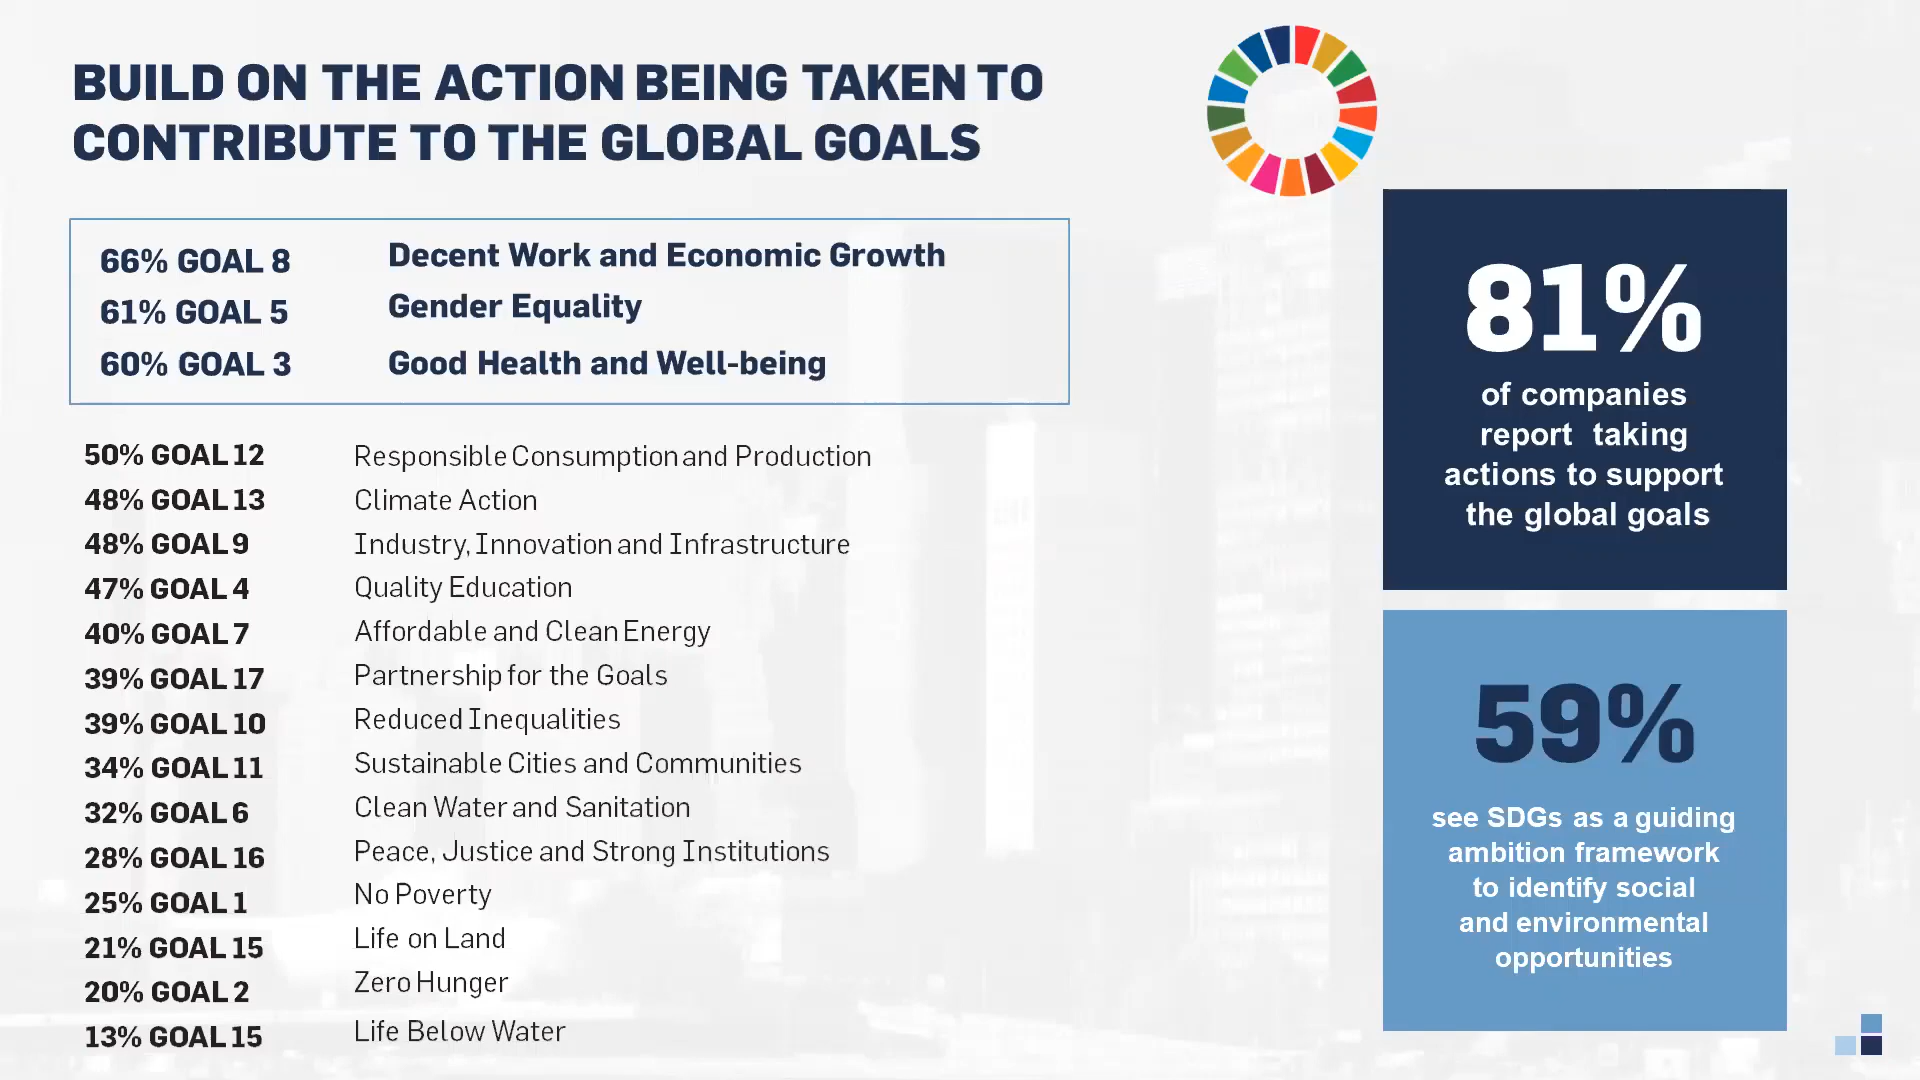 BUILD ON THE ACTION BEING TAKEN TO
CONTRIBUTE TO THE GLOBAL GOALS
66% GOAL 8 Decent Work and Economic Growth
61% GOAL 5 Gender Equality
60% GOAL 3 Good Health and Well-being
50% GOAL 12 Responsible Consumption and Production
48% GOAL 13 Climate Action
48% GOAL 9 Industry, Innovation and Infrastructure
47% GOAL 4 Quality Education
40% GOAL 7 Affordable and Clean Energy
39% GOAL 17 Partnership for the Goals
39% GOAL 10 Reduced Inequalities
34% GOAL 11 Sustainable Cities and Communities
32% GOAL 6 Clean Water and Sanitation
28% GOAL 16 Peace, Justice and Strong Institutions
25% GOAL 1 No Poverty
21% GOAL 15 Life on Land
20% GOAL 2 Zero Hunger
13% GOAL 15 Life Below Water
81%
of companies
report taking
actions to support
the global goals
59%
see SDGs as a guiding
ambition framework
to identify social
and environmental
opportunities